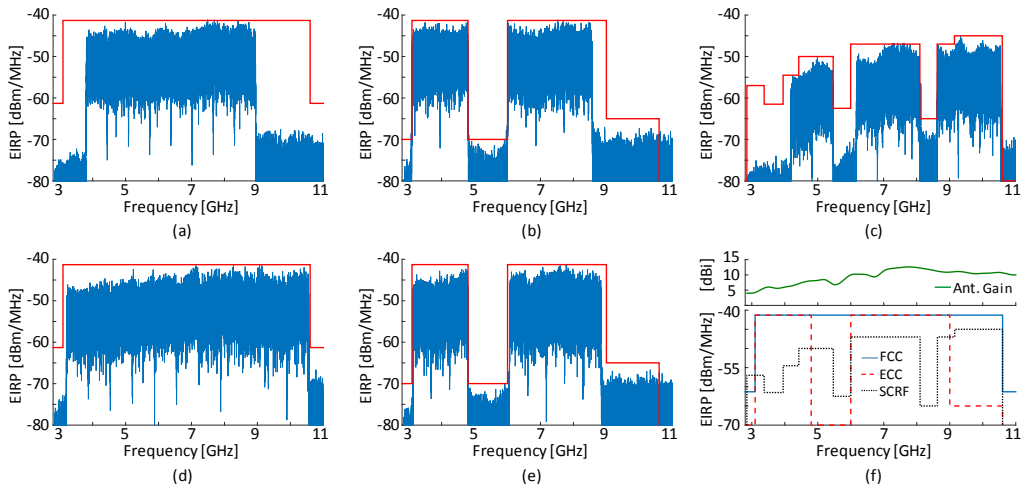 EIRP [dBm/MHz]
-40
-50
-60
-70
-80
3
5
7
9
11
Frequency [GHz]
(a)
EIRP [dBm/MHz]
-40
-50
-60
-70
-80
3
5
7
9
11
Frequency [GHz]
(b)
EIRP [dBm/MHz]
-40
-50
-60
-70
-80
3
5
7
9
11
Frequency [GHz]
(c)
EIRP [dBm/MHz]
-40
-50
-60
-70
-80
3
5
7
9
11
Frequency [GHz]
(d)
EIRP [dBm/MHz]
-40
-50
-60
-70
-80
3
5
7
9
11
Frequency [GHz]
(e)
[dBi]
15
10
5
Ant. Gain
EIRP [dBm/MHz]
-40
-55
-70
FCC
ECC
SCRF
3
5
7
9
11
Frequency [GHz]
(f)